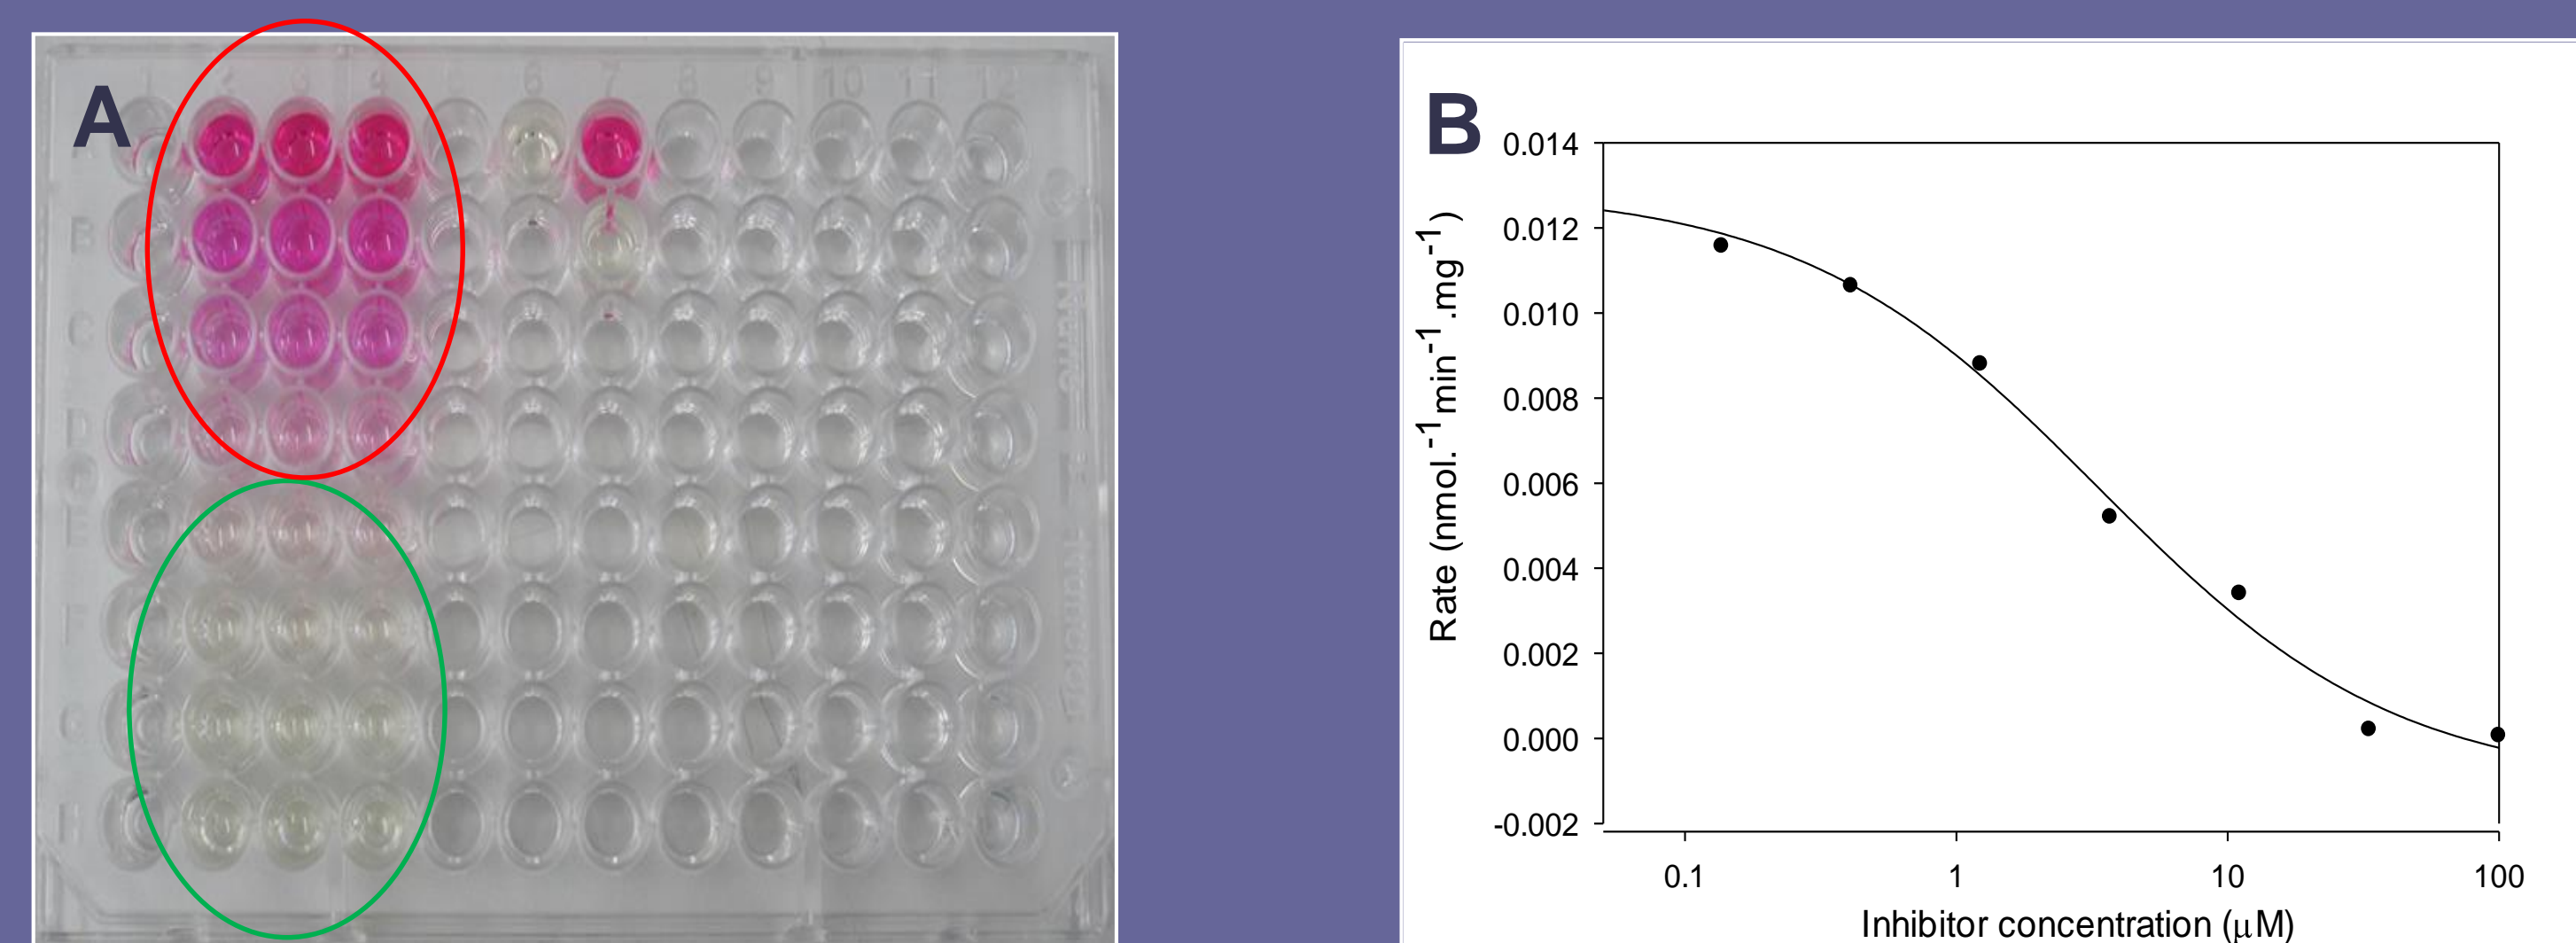 A
1 2 3 4 5 6 7 8 9 10 11 12
B
C
D
E
F
G
H
B
0.014
0.012
0.010
0.008
0.006
0.004
0.002
0.000
-0.002
Rate (nmol.-1min-1.mg-1)
0.1 1 10 100
Inhibitor concentration (μM)